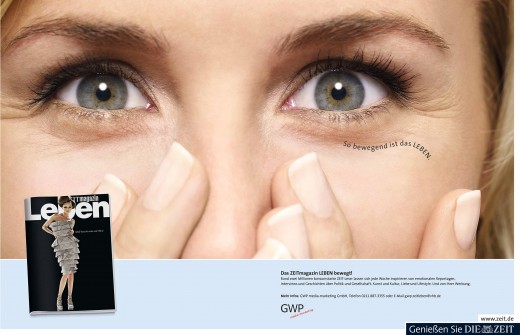 So bewegend ist das LEBEN.
ZEITmagazin
Leben
Das ZEITmagazin LEBEN bewegt!
Rund zwei Millionen konsumstarke ZEIT-Leser lassen sich jede Woche inspirieren von emotionalen Reportagen,
Interviews und Geschichten über Politik und Gesellschaft, Kunst und Kultur, Liebe und Lifestyle. Und von Ihrer Werbung.
Mehr Infos: GWP media-marketing GmbH, Telefon 0211-887.
GWP
www.zeit.de
Genießen Sie DIE ZEIT